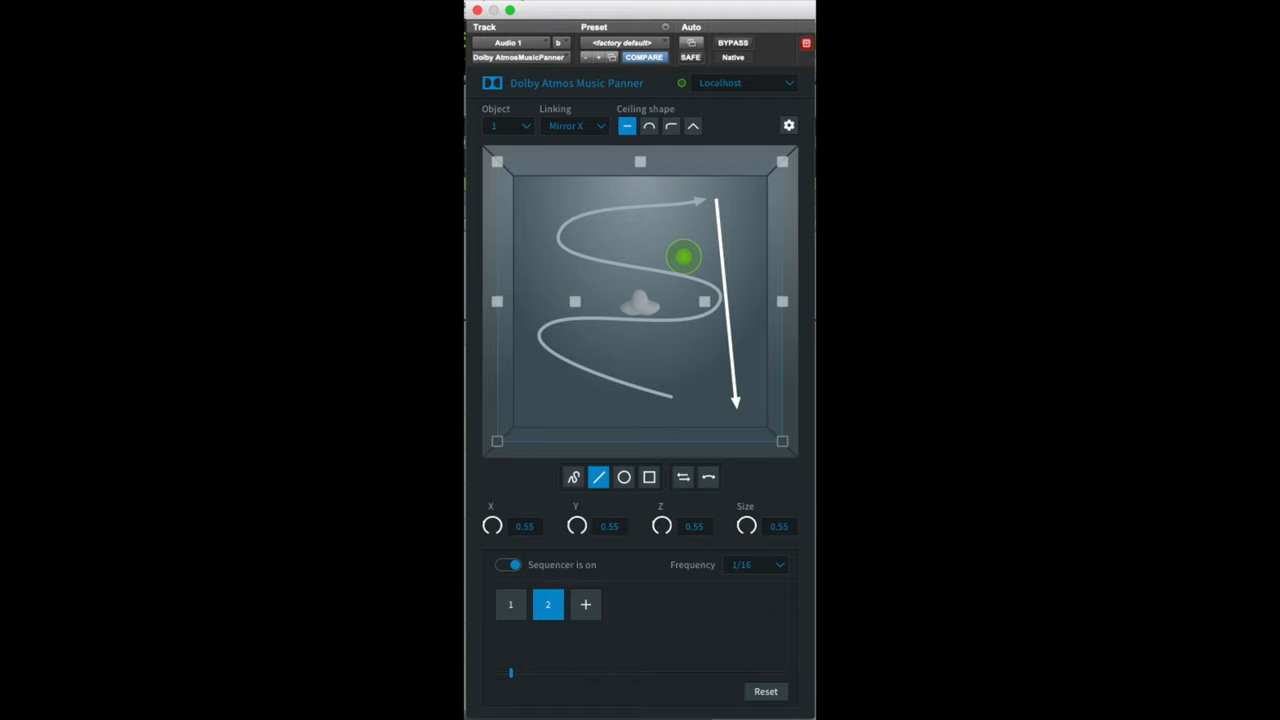 Track Preset Auto
Audio 1 b <factory default> BYPASS
Dolby AtmosMusicPanner - + COMPARE SAFE Native
Dolby Atmos Music Panner Localhost
Object Linking Ceiling shape
1 Mirror X
X Y Z Size
0.55 0.55 0.55 0.55
Sequencer is on Frequency 1/16
1 2 +
Reset